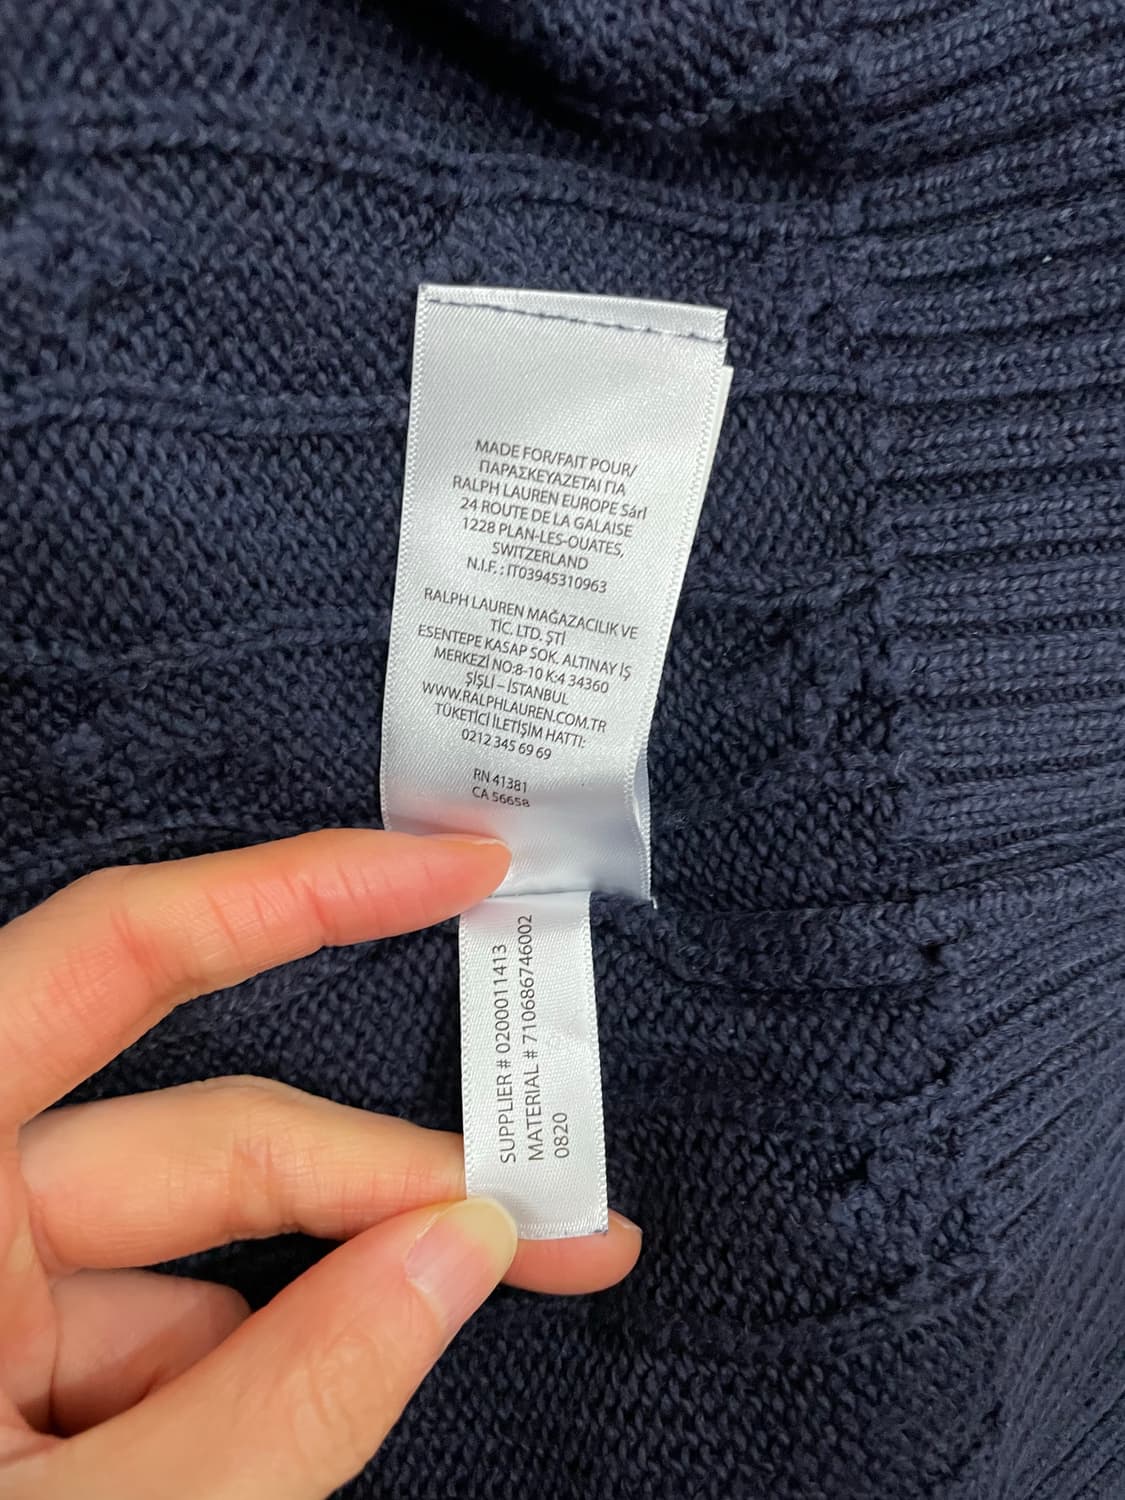 MADE FOR/FAIT POUR/
ΠΑΡΑΣΚΕΥΑΖΕΤΑΙ ΓΙΑ
RALPH LAUREN EUROPE Sárl
24 ROUTE DE LA GALAISE
1228 PLAN-LES-OUATES,
SWITZERLAND
N.I.F. : IT03945310963
RALPH LAUREN MAĞAZACILIK VE
TİC. LTD. ŞTİ
ESENTEPE KASAP SOK. ALTINAY İŞ
MERKEZİ NO:8-10 K:4 34360
ŞİŞLİ – İSTANBUL
WWW.RALPHLAUREN.COM.TR
TÜKETİCİ İLETİŞİM HATTI:
0212 345 69 69
RN 41381
CA 56658
SUPPLIER # 0200011413
MATERIAL # 710686746002
0820